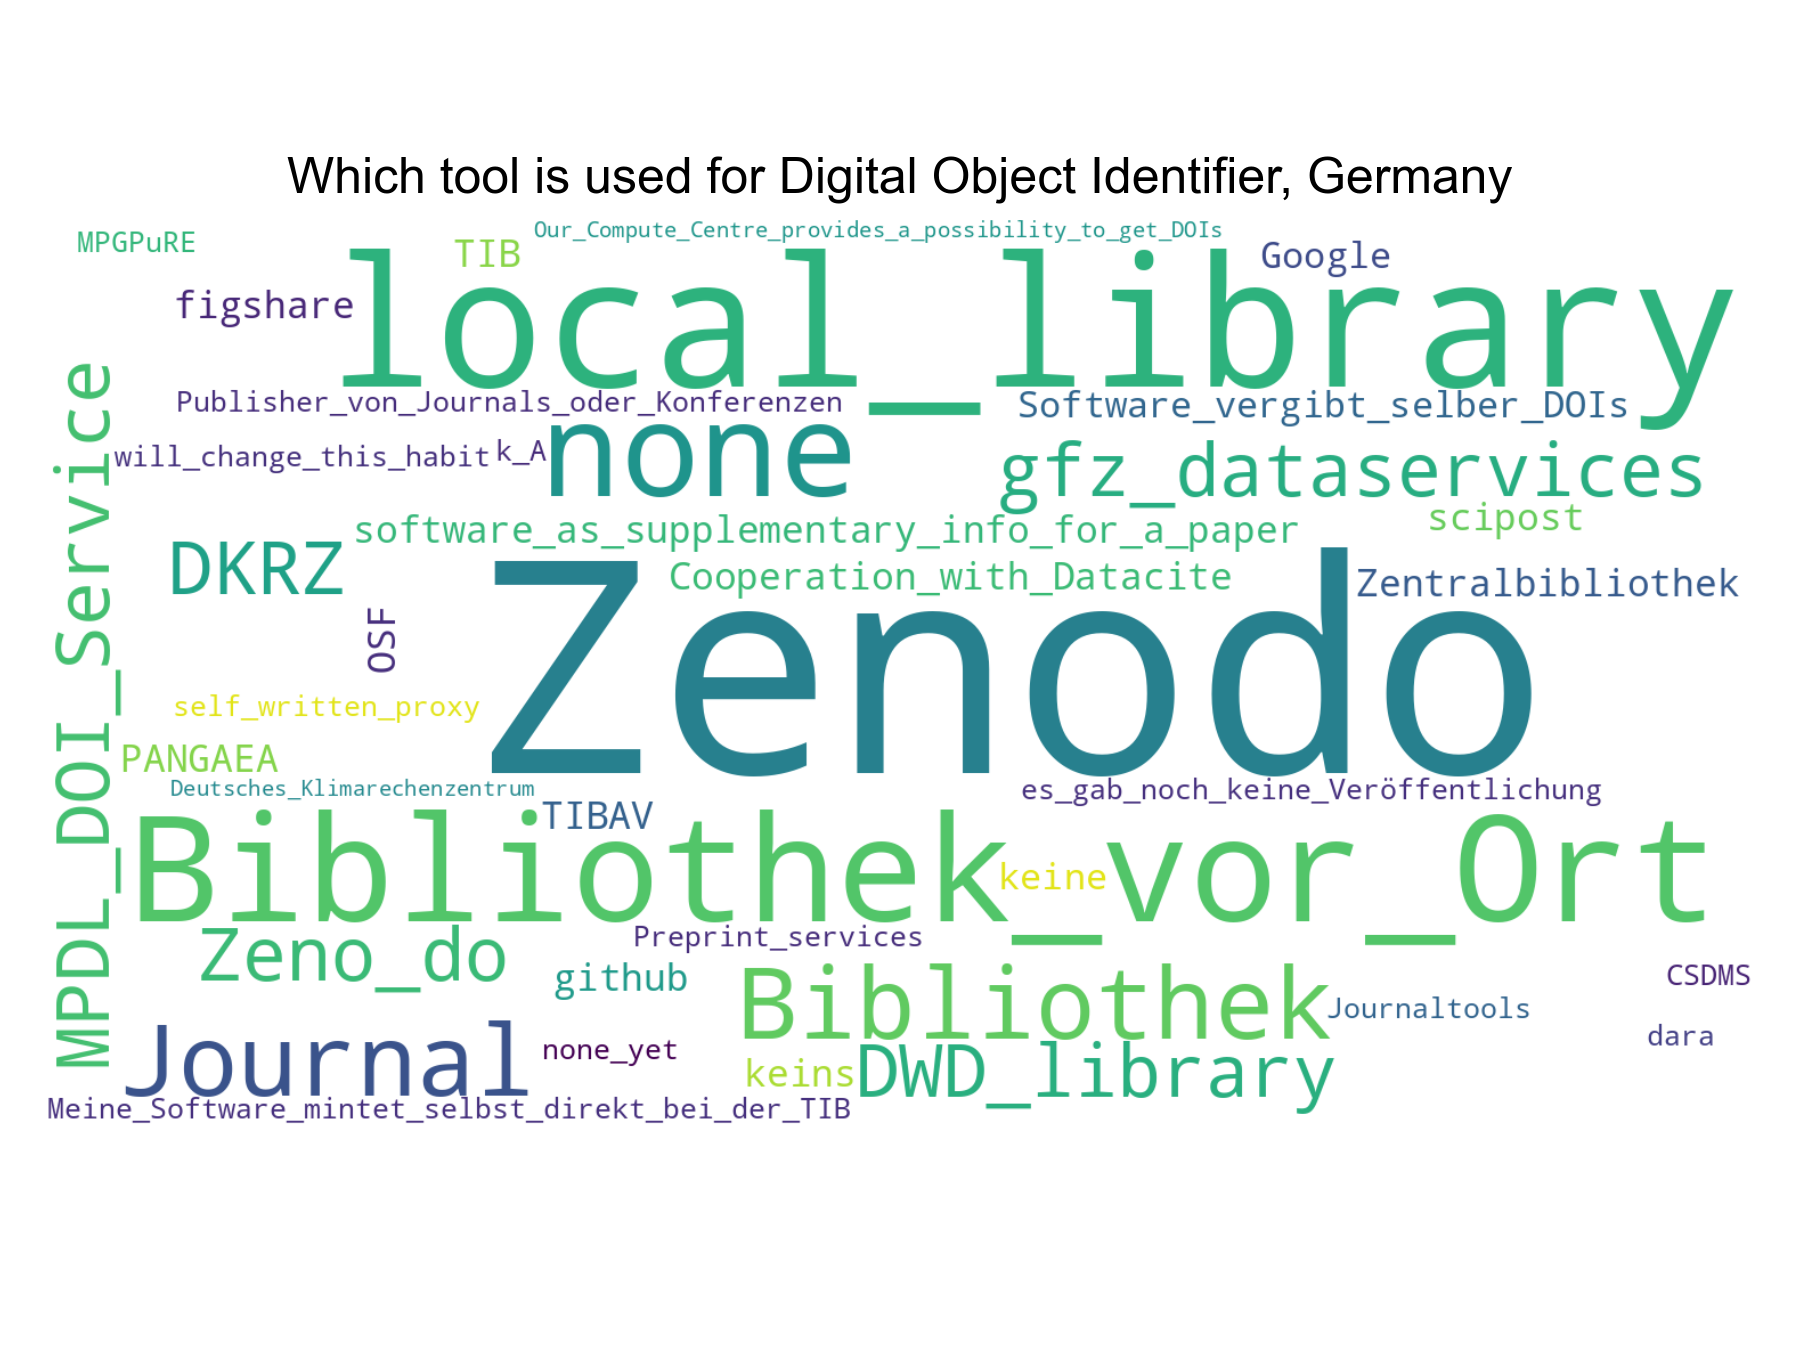 Which tool is used for Digital Object Identifier, Germany
Our_Compute_Centre_provides_a_possibility_to_get_DOIs
MPGPuRE
TIB
Google
figshare
local_library
Publisher_von_Journals_oder_Konferenzen
Software_vergibt_selber_DOIs
will_change_this_habit
k_A
none
gfz_dataservices
MPDL_DOI_Service
software_as_supplementary_info_for_a_paper
scipost
DKRZ
Cooperation_with_Datacite
Zentralbibliothek
OSF
Zenodo
self_written_proxy
PANGAEA
Deutsches_Klimarechenzentrum
es_gab_noch_keine_Veröffentlichung
TIBAV
Bibliothek_vor_Ort
keine
Preprint_services
Zeno_do
github
Bibliothek
CSDMS
Journaltools
dara
Journal
none_yet
keins
DWD_library
Meine_Software_mintet_selbst_direkt_bei_der_TIB